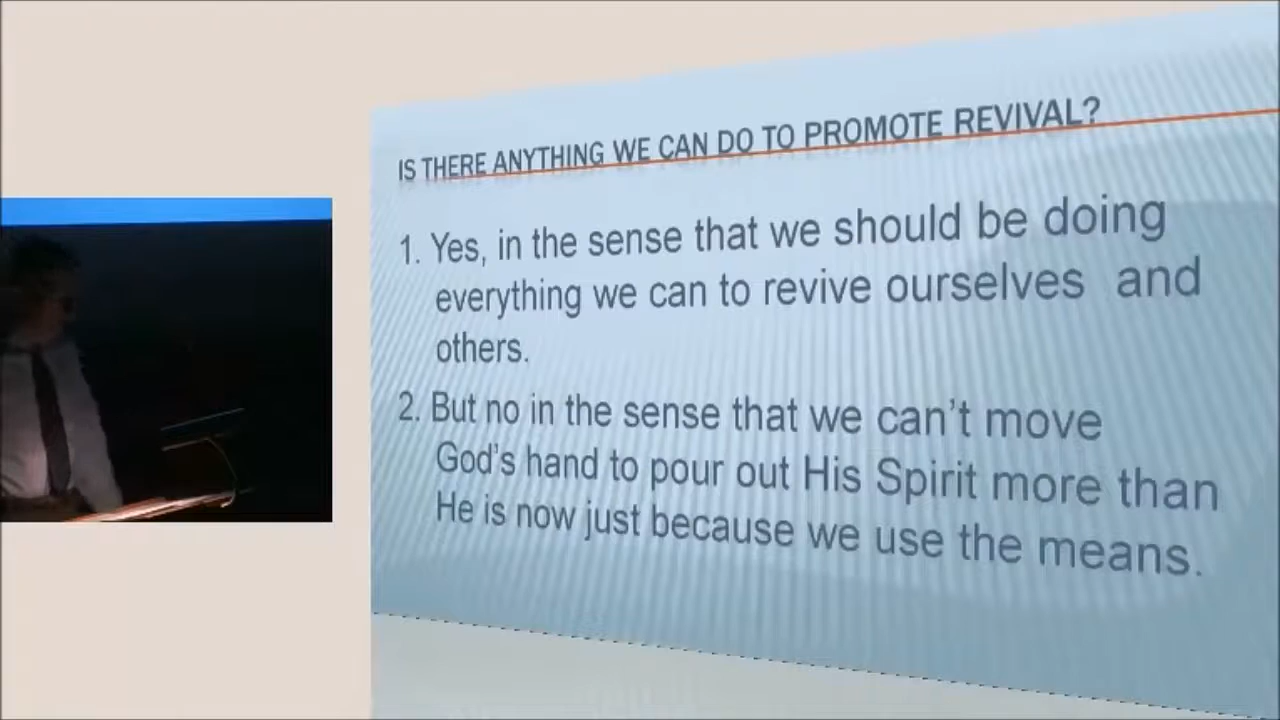 IS THERE ANYTHING WE CAN DO TO PROMOTE REVIVAL?
1. Yes, in the sense that we should be doing
everything we can to revive ourselves and
others.
2. But no in the sense that we can't move
God's hand to pour out His Spirit more than
He is now just because we use the means.